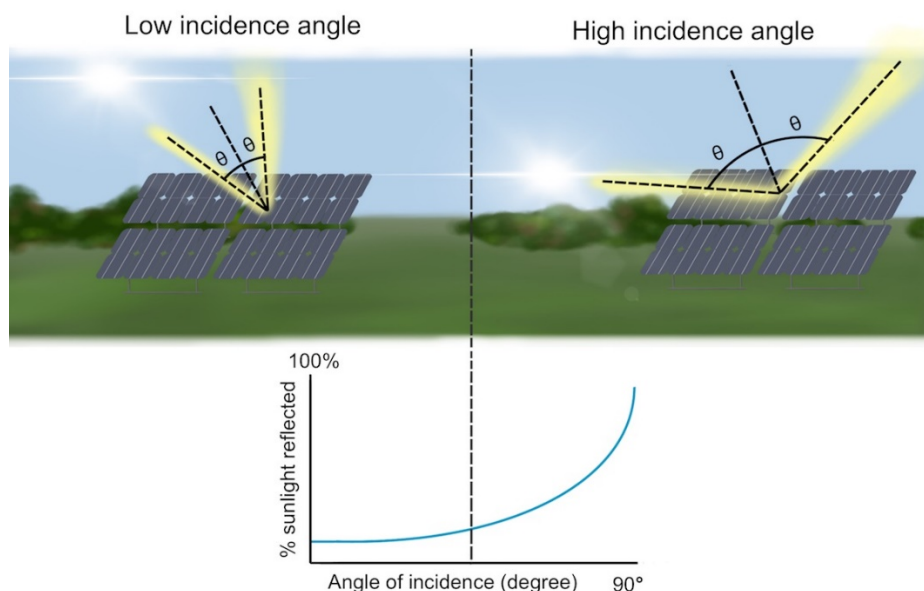 Low incidence angle
High incidence angle
θ
θ
θ
θ
100%
% sunlight reflected
Angle of incidence (degree)
90°